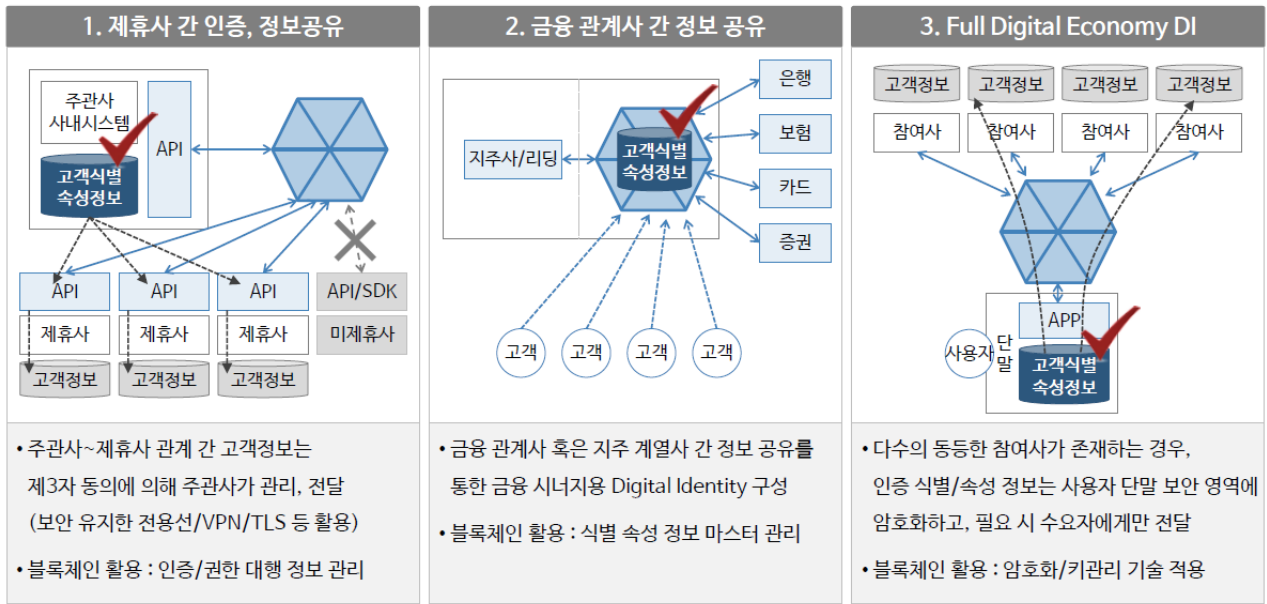 1. 제휴사 간 인증, 정보공유
주관사
사내시스템
API
고객식별
속성정보
API
API
API
API/SDK
제휴사
제휴사
제휴사
미제휴사
고객정보
고객정보
고객정보
• 주관사~제휴사 관계 간 고객정보는
제3자 동의에 의해 주관사가 관리, 전달
(보안 유지한 전용선/VPN/TLS 등 활용)
• 블록체인 활용 : 인증/권한 대행 정보 관리
2. 금융 관계사 간 정보 공유
지주사/리딩
고객식별
속성정보
은행
보험
카드
증권
고객
고객
고객
고객
• 금융 관계사 혹은 지주 계열사 간 정보 공유를
통한 금융 시너지용 Digital Identity 구성
• 블록체인 활용 : 식별 속성 정보 마스터 관리
3. Full Digital Economy DI
고객정보
고객정보
고객정보
고객정보
참여사
참여사
참여사
참여사
APP
사용자
단
말
고객식별
속성정보
• 다수의 동등한 참여사가 존재하는 경우,
인증 식별/속성 정보는 사용자 단말 보안 영역에
암호화하고, 필요 시 수요자에게만 전달
• 블록체인 활용 : 암호화/키관리 기술 적용